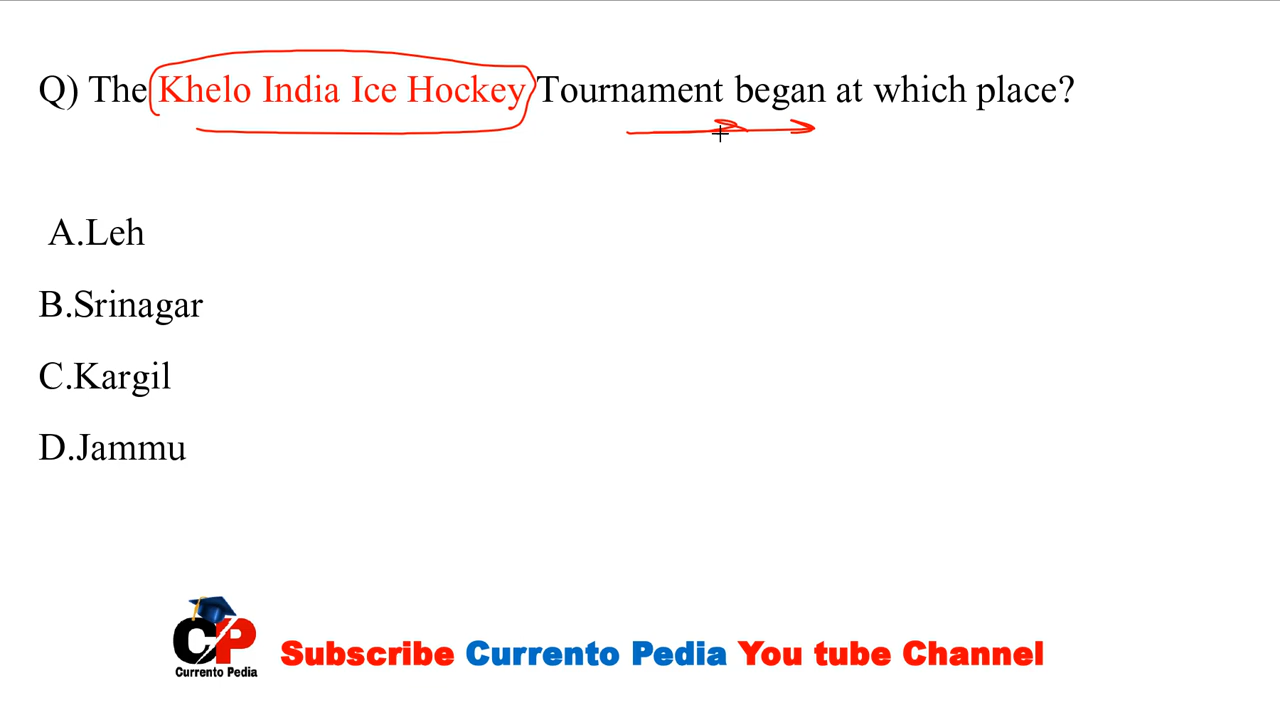 Q) The Khelo India Ice Hockey Tournament began at which place?
A.Leh
B.Srinagar
C.Kargil
D.Jammu
CP
Currento Pedia
Subscribe Currento Pedia You tube Channel